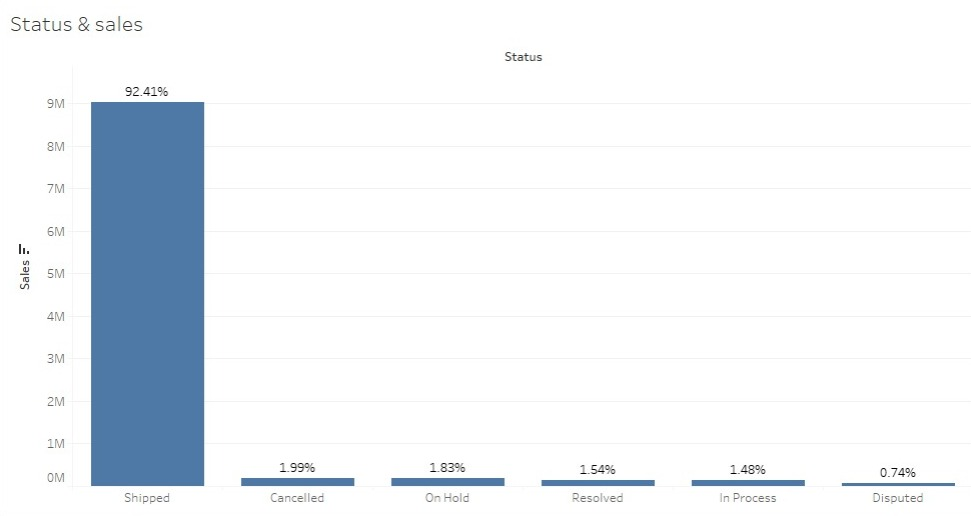 Status & sales
Status
92.41%
9M
8M
7M
6M
5M
4M
3M
2M
1M
0M
Sales
1.99%
1.83%
1.54%
1.48%
0.74%
Shipped
Cancelled
On Hold
Resolved
In Process
Disputed